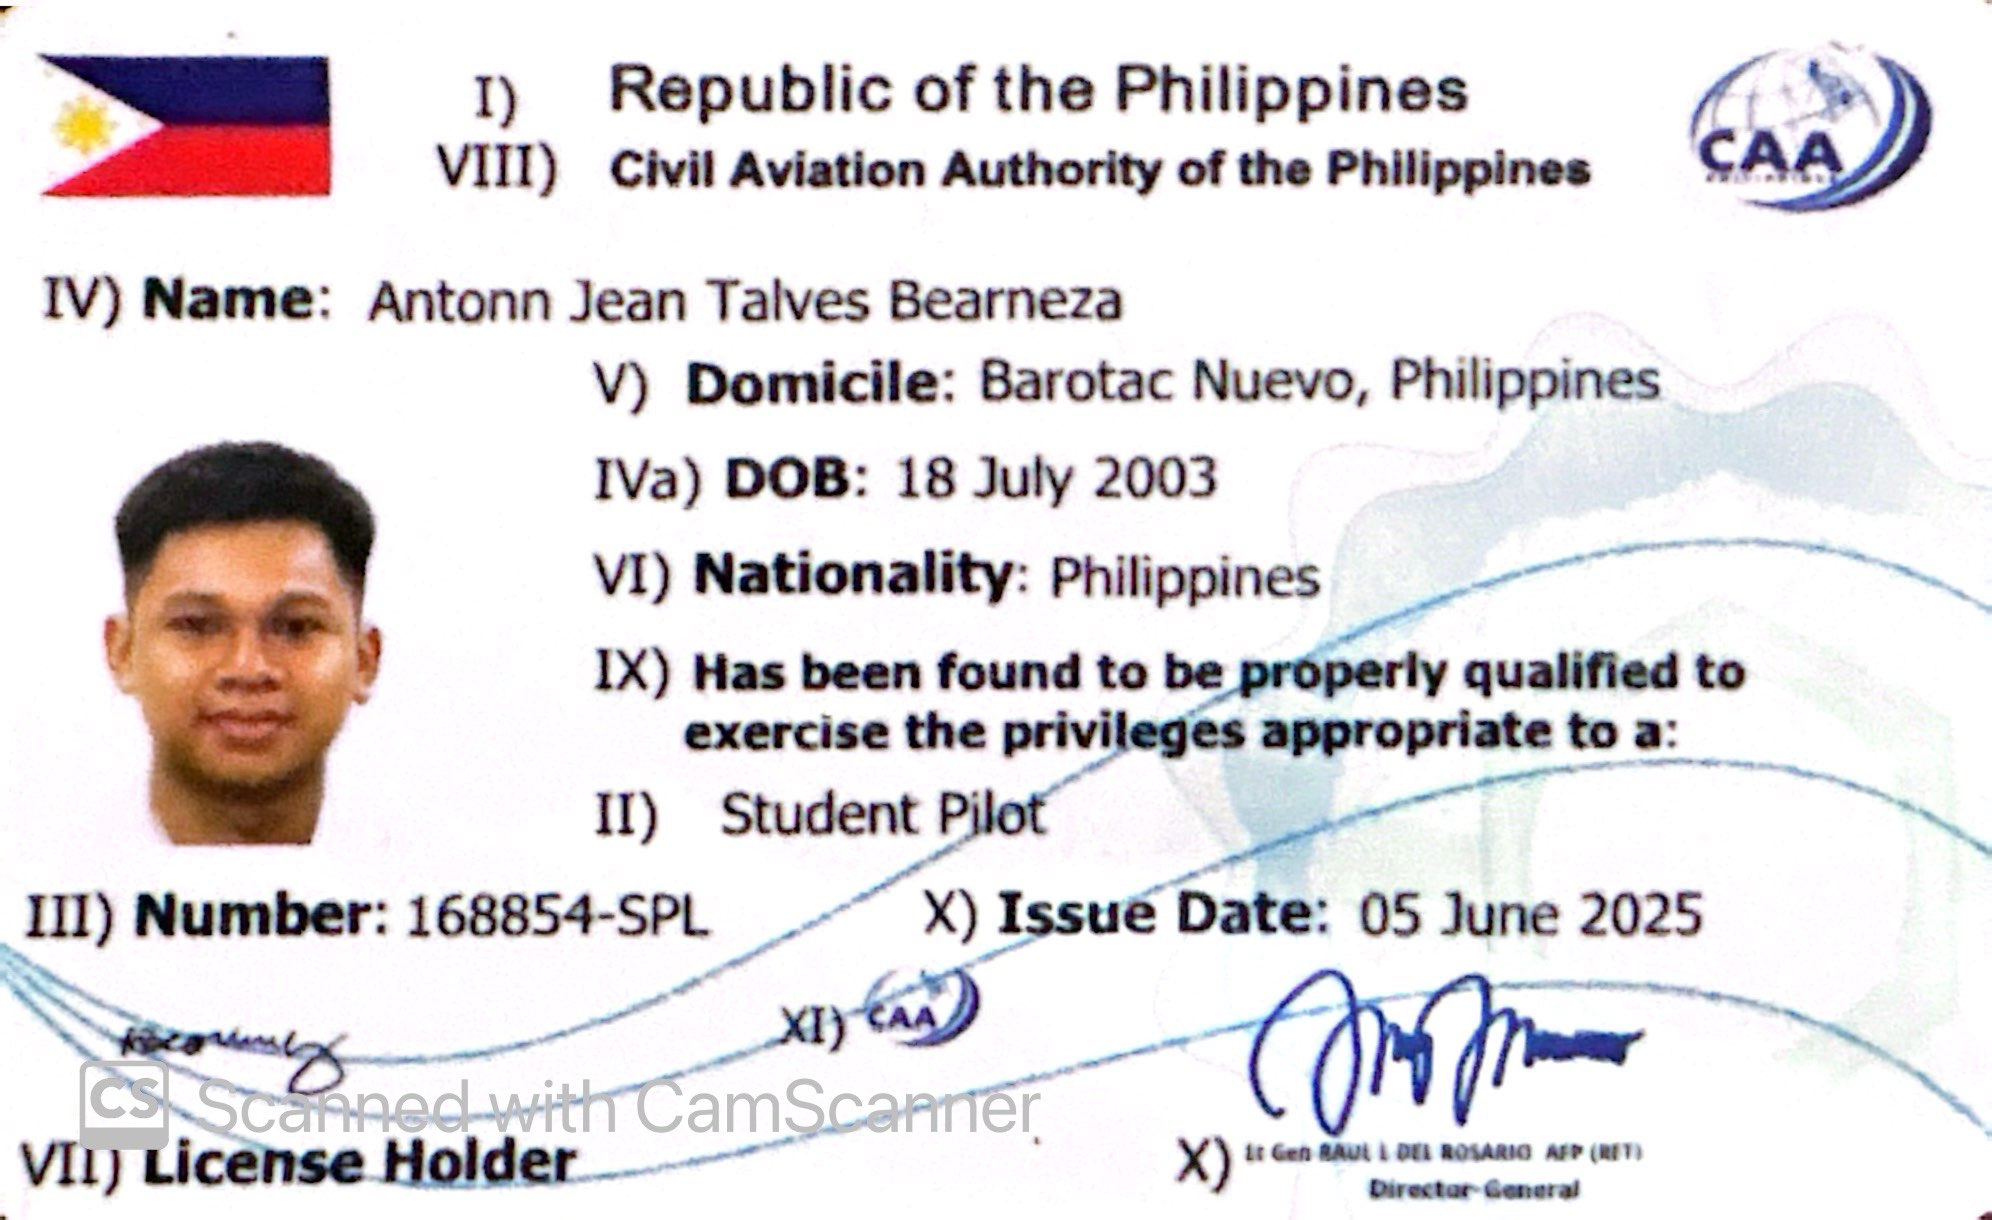 I) Republic of the Philippines
VIII) Civil Aviation Authority of the Philippines
CAA
PHILIPPINES
IV) Name: Antonn Jean Talves Bearneza
V) Domicile: Barotac Nuevo, Philippines
IVa) DOB: 18 July 2003
VI) Nationality: Philippines
IX) Has been found to be properly qualified to
exercise the privileges appropriate to a:
II) Student Pilot
III) Number: 168854-SPL
X) Issue Date: 05 June 2025
XI) CAA
CS Scanned with CamScanner
VII) License Holder
X) Lt Gen RAUL L DEL ROSARIO AFP (RET)
Director General